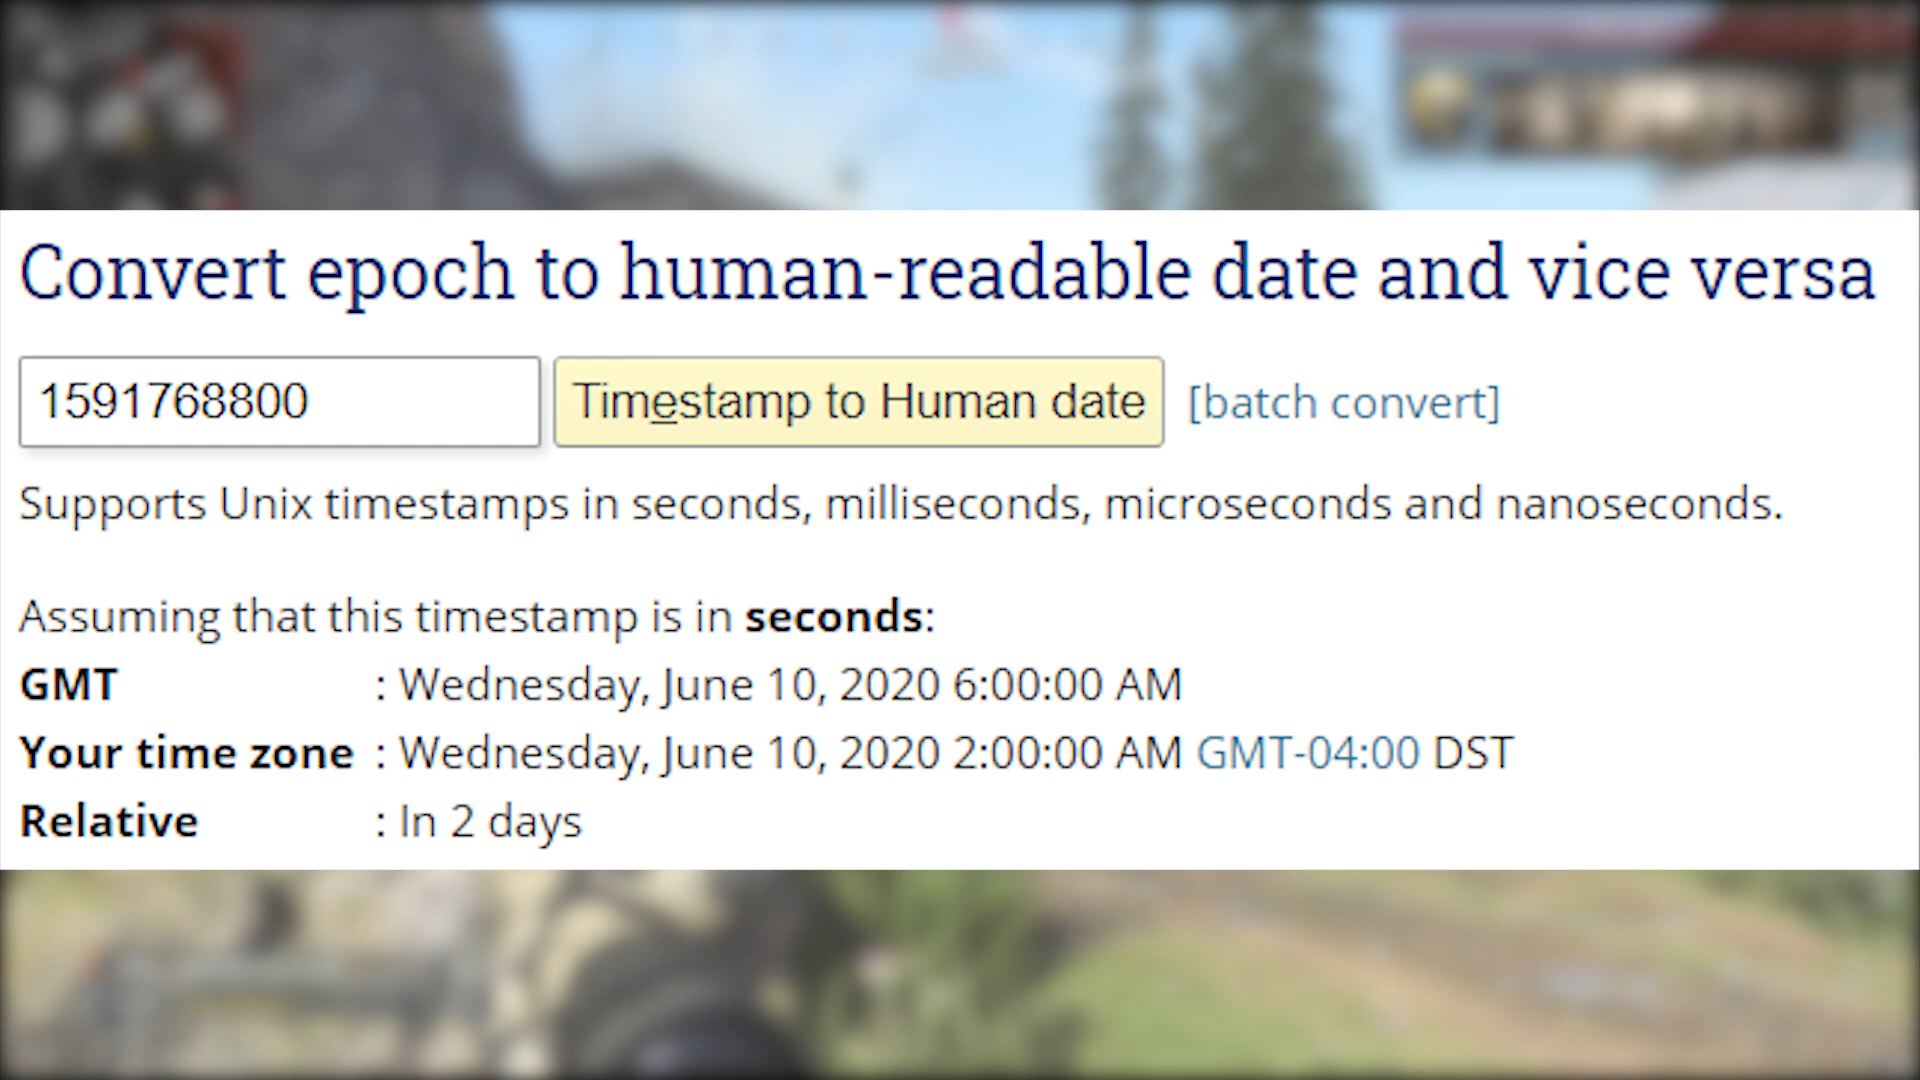 Convert epoch to human-readable date and vice versa
1591768800 Timestamp to Human date [batch convert]
Supports Unix timestamps in seconds, milliseconds, microseconds and nanoseconds.
Assuming that this timestamp is in seconds:
GMT : Wednesday, June 10, 2020 6:00:00 AM
Your time zone : Wednesday, June 10, 2020 2:00:00 AM GMT-04:00 DST
Relative : In 2 days